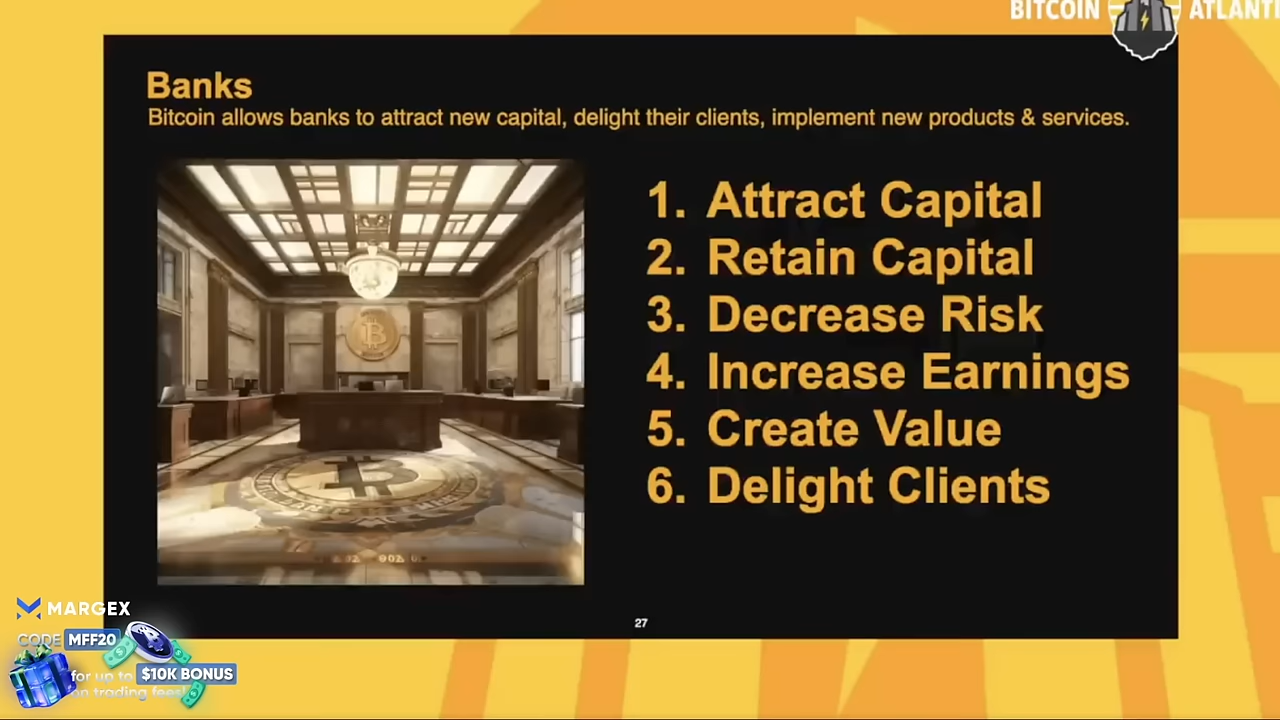 BITCOIN ATLANTI
Banks
Bitcoin allows banks to attract new capital, delight their clients, implement new products & services.
1. Attract Capital
2. Retain Capital
3. Decrease Risk
4. Increase Earnings
5. Create Value
6. Delight Clients
27
MARGEX
CODE MFF20
for up to $10K BONUS
on trading fees!